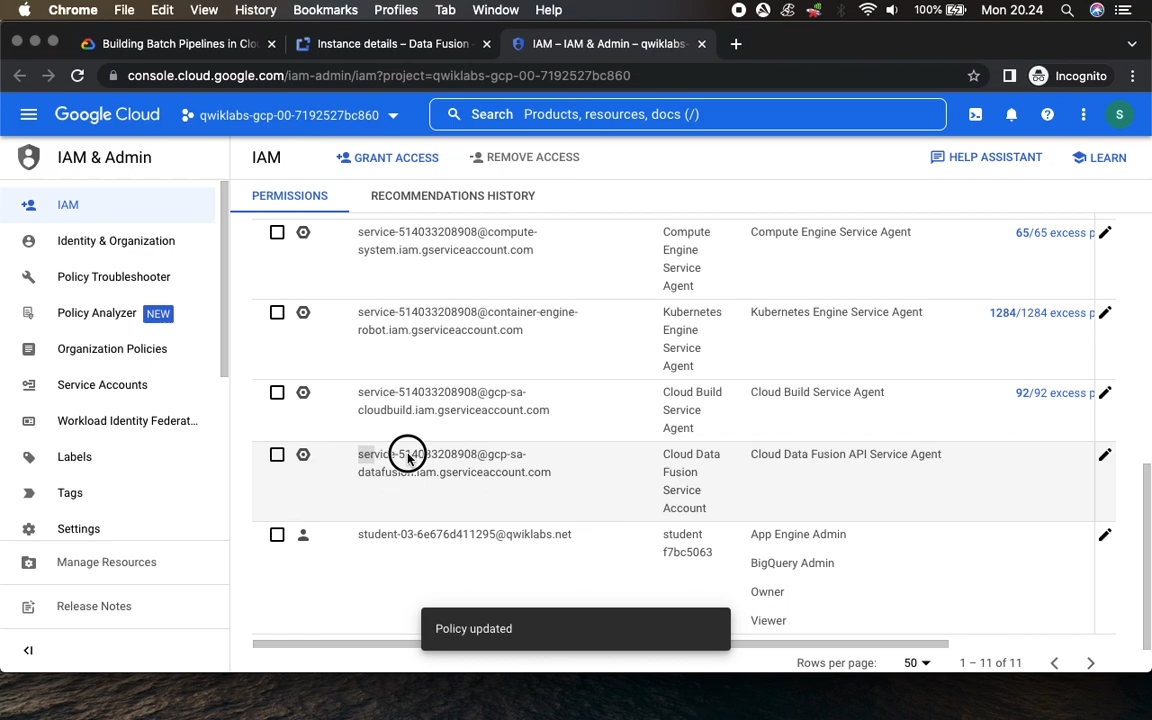 Chrome File Edit View History Bookmarks Profiles Tab Window Help 100% Mon 20.24
Building Batch Pipelines in Clo Instance details – Data Fusion IAM – IAM & Admin – qwiklabs-
console.cloud.google.com/iam-admin/iam?project=qwiklabs-gcp-00-7192527bc860 Incognito
Google Cloud qwiklabs-gcp-00-7192527bc860 Search Products, resources, docs (/) S
IAM & Admin IAM GRANT ACCESS REMOVE ACCESS HELP ASSISTANT LEARN
PERMISSIONS RECOMMENDATIONS HISTORY
IAM
Identity & Organization
Policy Troubleshooter
Policy Analyzer NEW
Organization Policies
Service Accounts
Workload Identity Federat...
Labels
Tags
Settings
Manage Resources
Release Notes
service-514033208908@compute-
system.iam.gserviceaccount.com
Compute
Engine
Service
Agent
Compute Engine Service Agent
65/65 excess p
service-514033208908@container-engine-
robot.iam.gserviceaccount.com
Kubernetes
Engine
Service
Agent
Kubernetes Engine Service Agent
1284/1284 excess p
service-514033208908@gcp-sa-
cloudbuild.iam.gserviceaccount.com
Cloud Build
Service
Agent
Cloud Build Service Agent
92/92 excess p
service-514033208908@gcp-sa-
datafusion.iam.gserviceaccount.com
Cloud Data
Fusion
Service
Account
Cloud Data Fusion API Service Agent
student-03-6e676d411295@qwiklabs.net
student
f7bc5063
App Engine Admin
BigQuery Admin
Owner
Viewer
Policy updated
Rows per page: 50 1 – 11 of 11